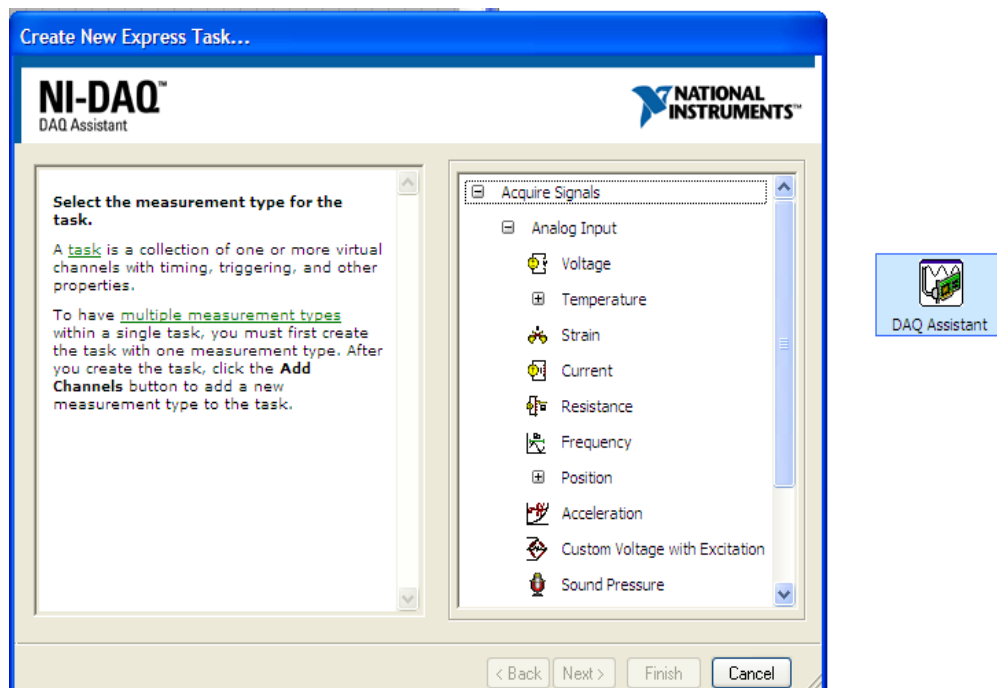 Create New Express Task...
NI-DAQ™
DAQ Assistant
NATIONAL
INSTRUMENTS™
Select the measurement type for the
task.
A task is a collection of one or more virtual
channels with timing, triggering, and other
properties.
To have multiple measurement types
within a single task, you must first create
the task with one measurement type. After
you create the task, click the Add
Channels button to add a new
measurement type to the task.
Acquire Signals
Analog Input
Voltage
Temperature
Strain
Current
Resistance
Frequency
Position
Acceleration
Custom Voltage with Excitation
Sound Pressure
< Back
Next >
Finish
Cancel
DAQ Assistant